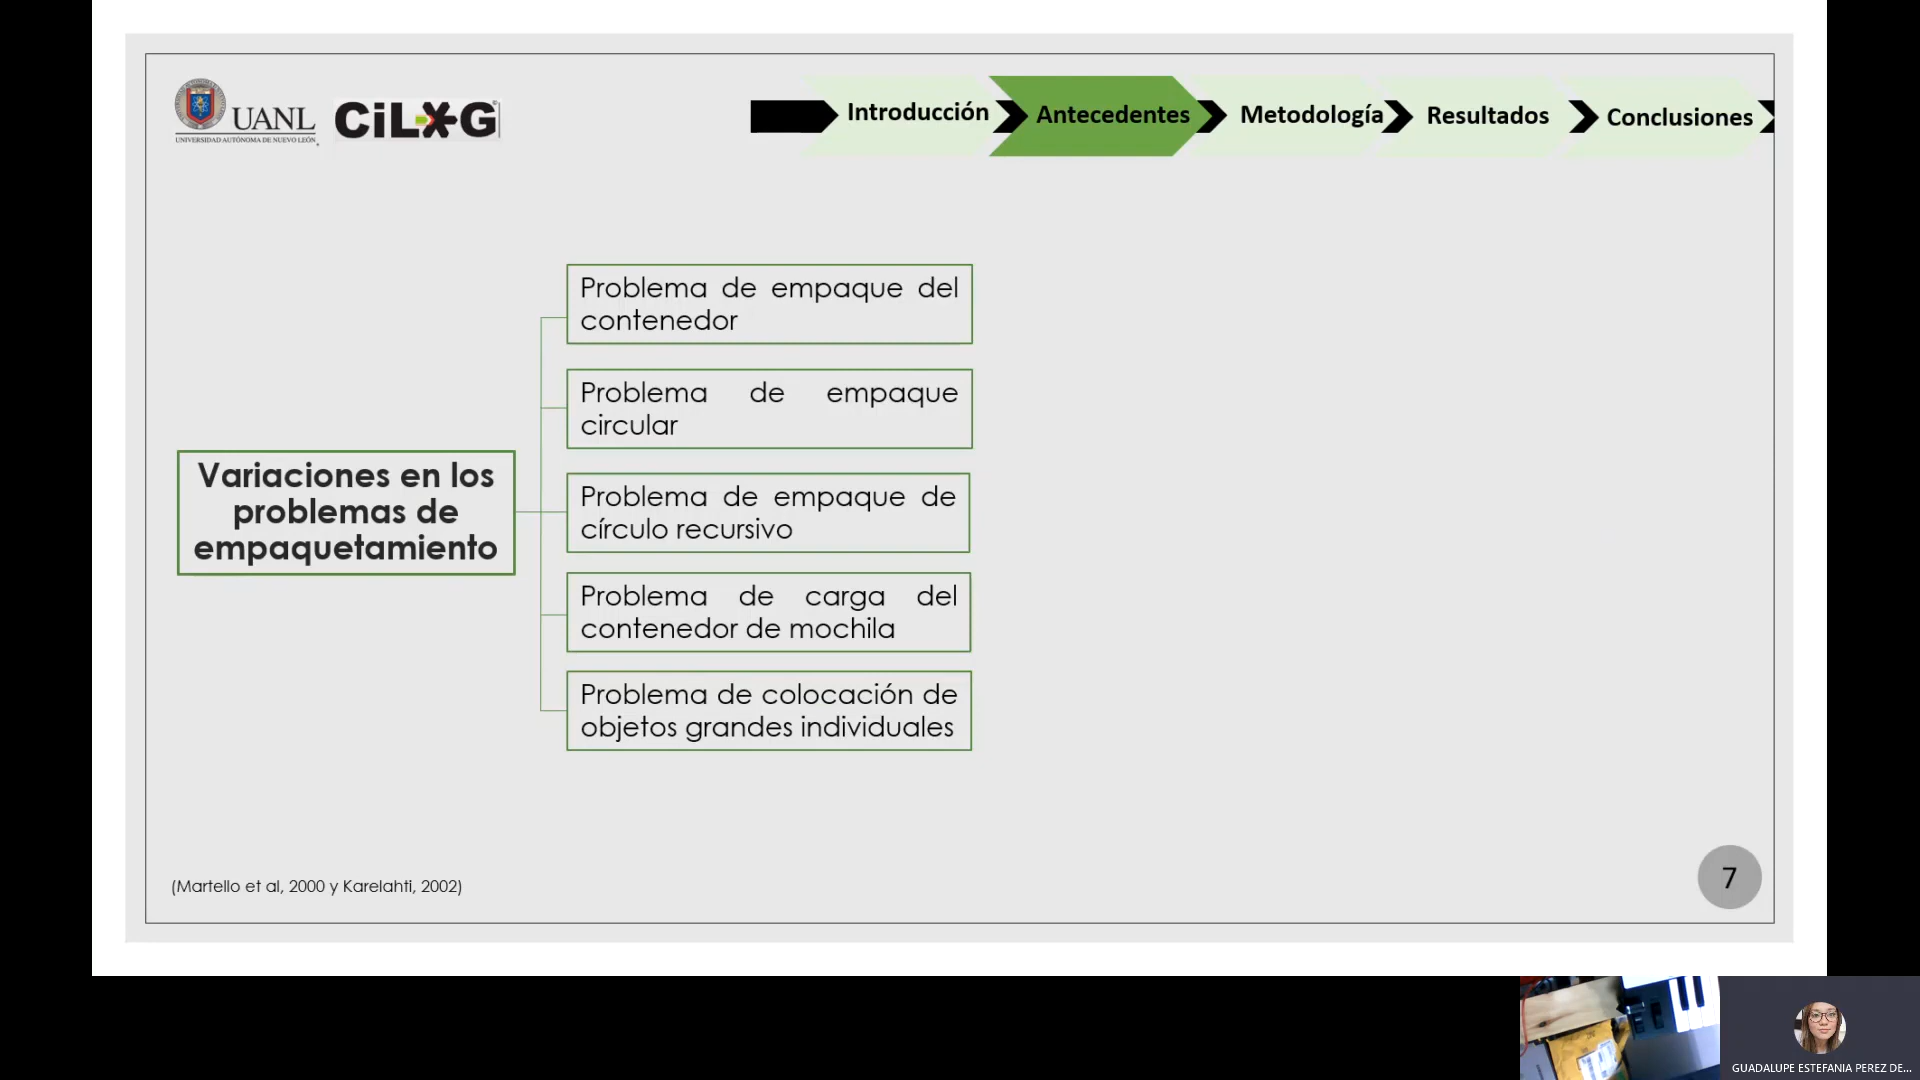 UANL
UNIVERSIDAD AUTÓNOMA DE NUEVO LEÓN
CiLOG
Introducción
Antecedentes
Metodología
Resultados
Conclusiones
Variaciones en los
problemas de
empaquetamiento
Problema de empaque del
contenedor
Problema de empaque
circular
Problema de empaque de
círculo recursivo
Problema de carga del
contenedor de mochila
Problema de colocación de
objetos grandes individuales
(Martello et al, 2000 y Karelahti, 2002)
7
GUADALUPE ESTEFANIA PEREZ DE...